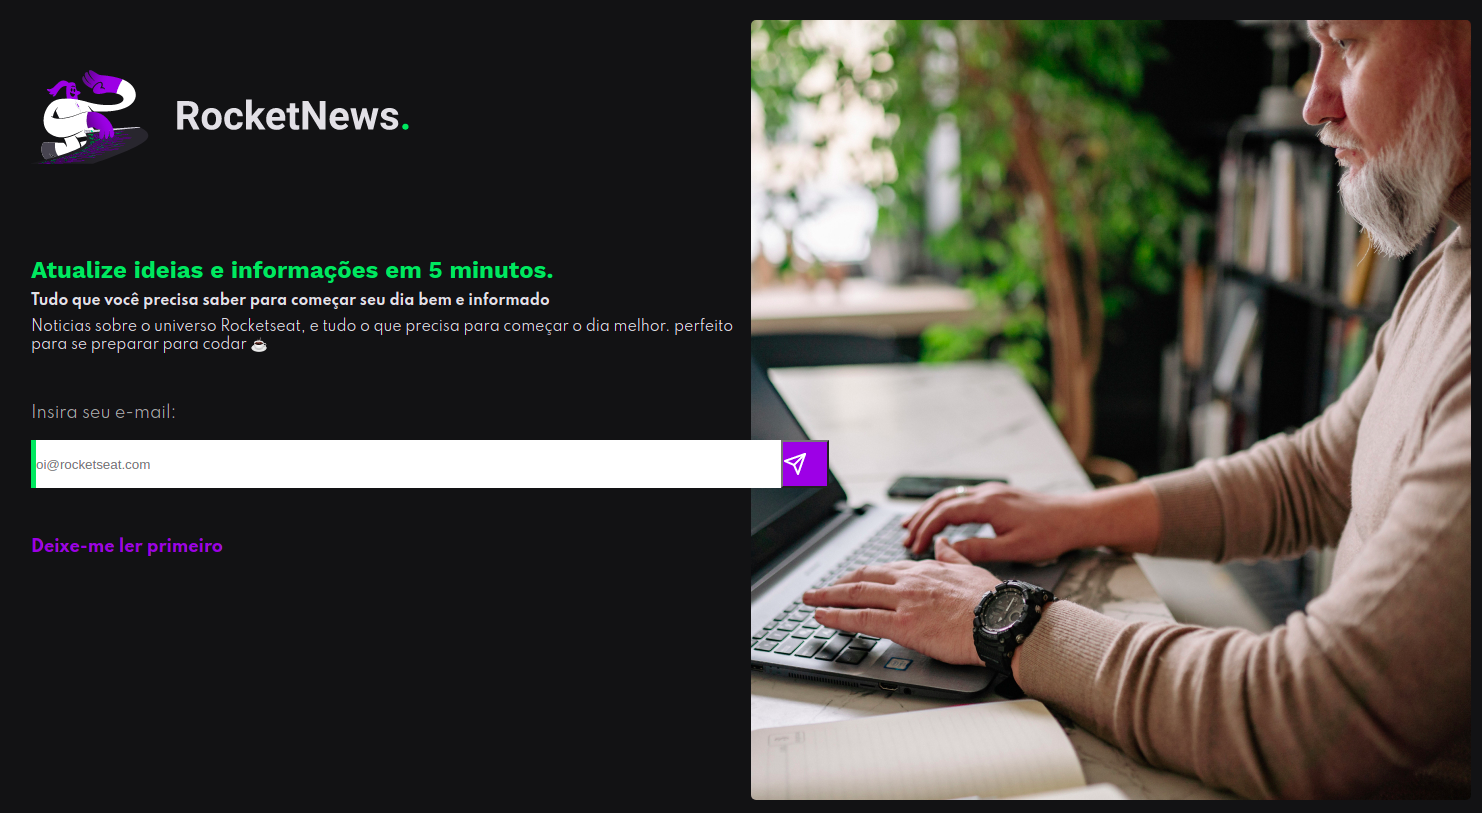 RocketNews.
Atualize ideias e informações em 5 minutos.
Tudo que você precisa saber para começar seu dia bem e informado
Noticias sobre o universo Rocketseat, e tudo o que precisa para começar o dia melhor. perfeito
para se preparar para codar ☕
Insira seu e-mail:
oi@rocketseat.com
Deixe-me ler primeiro